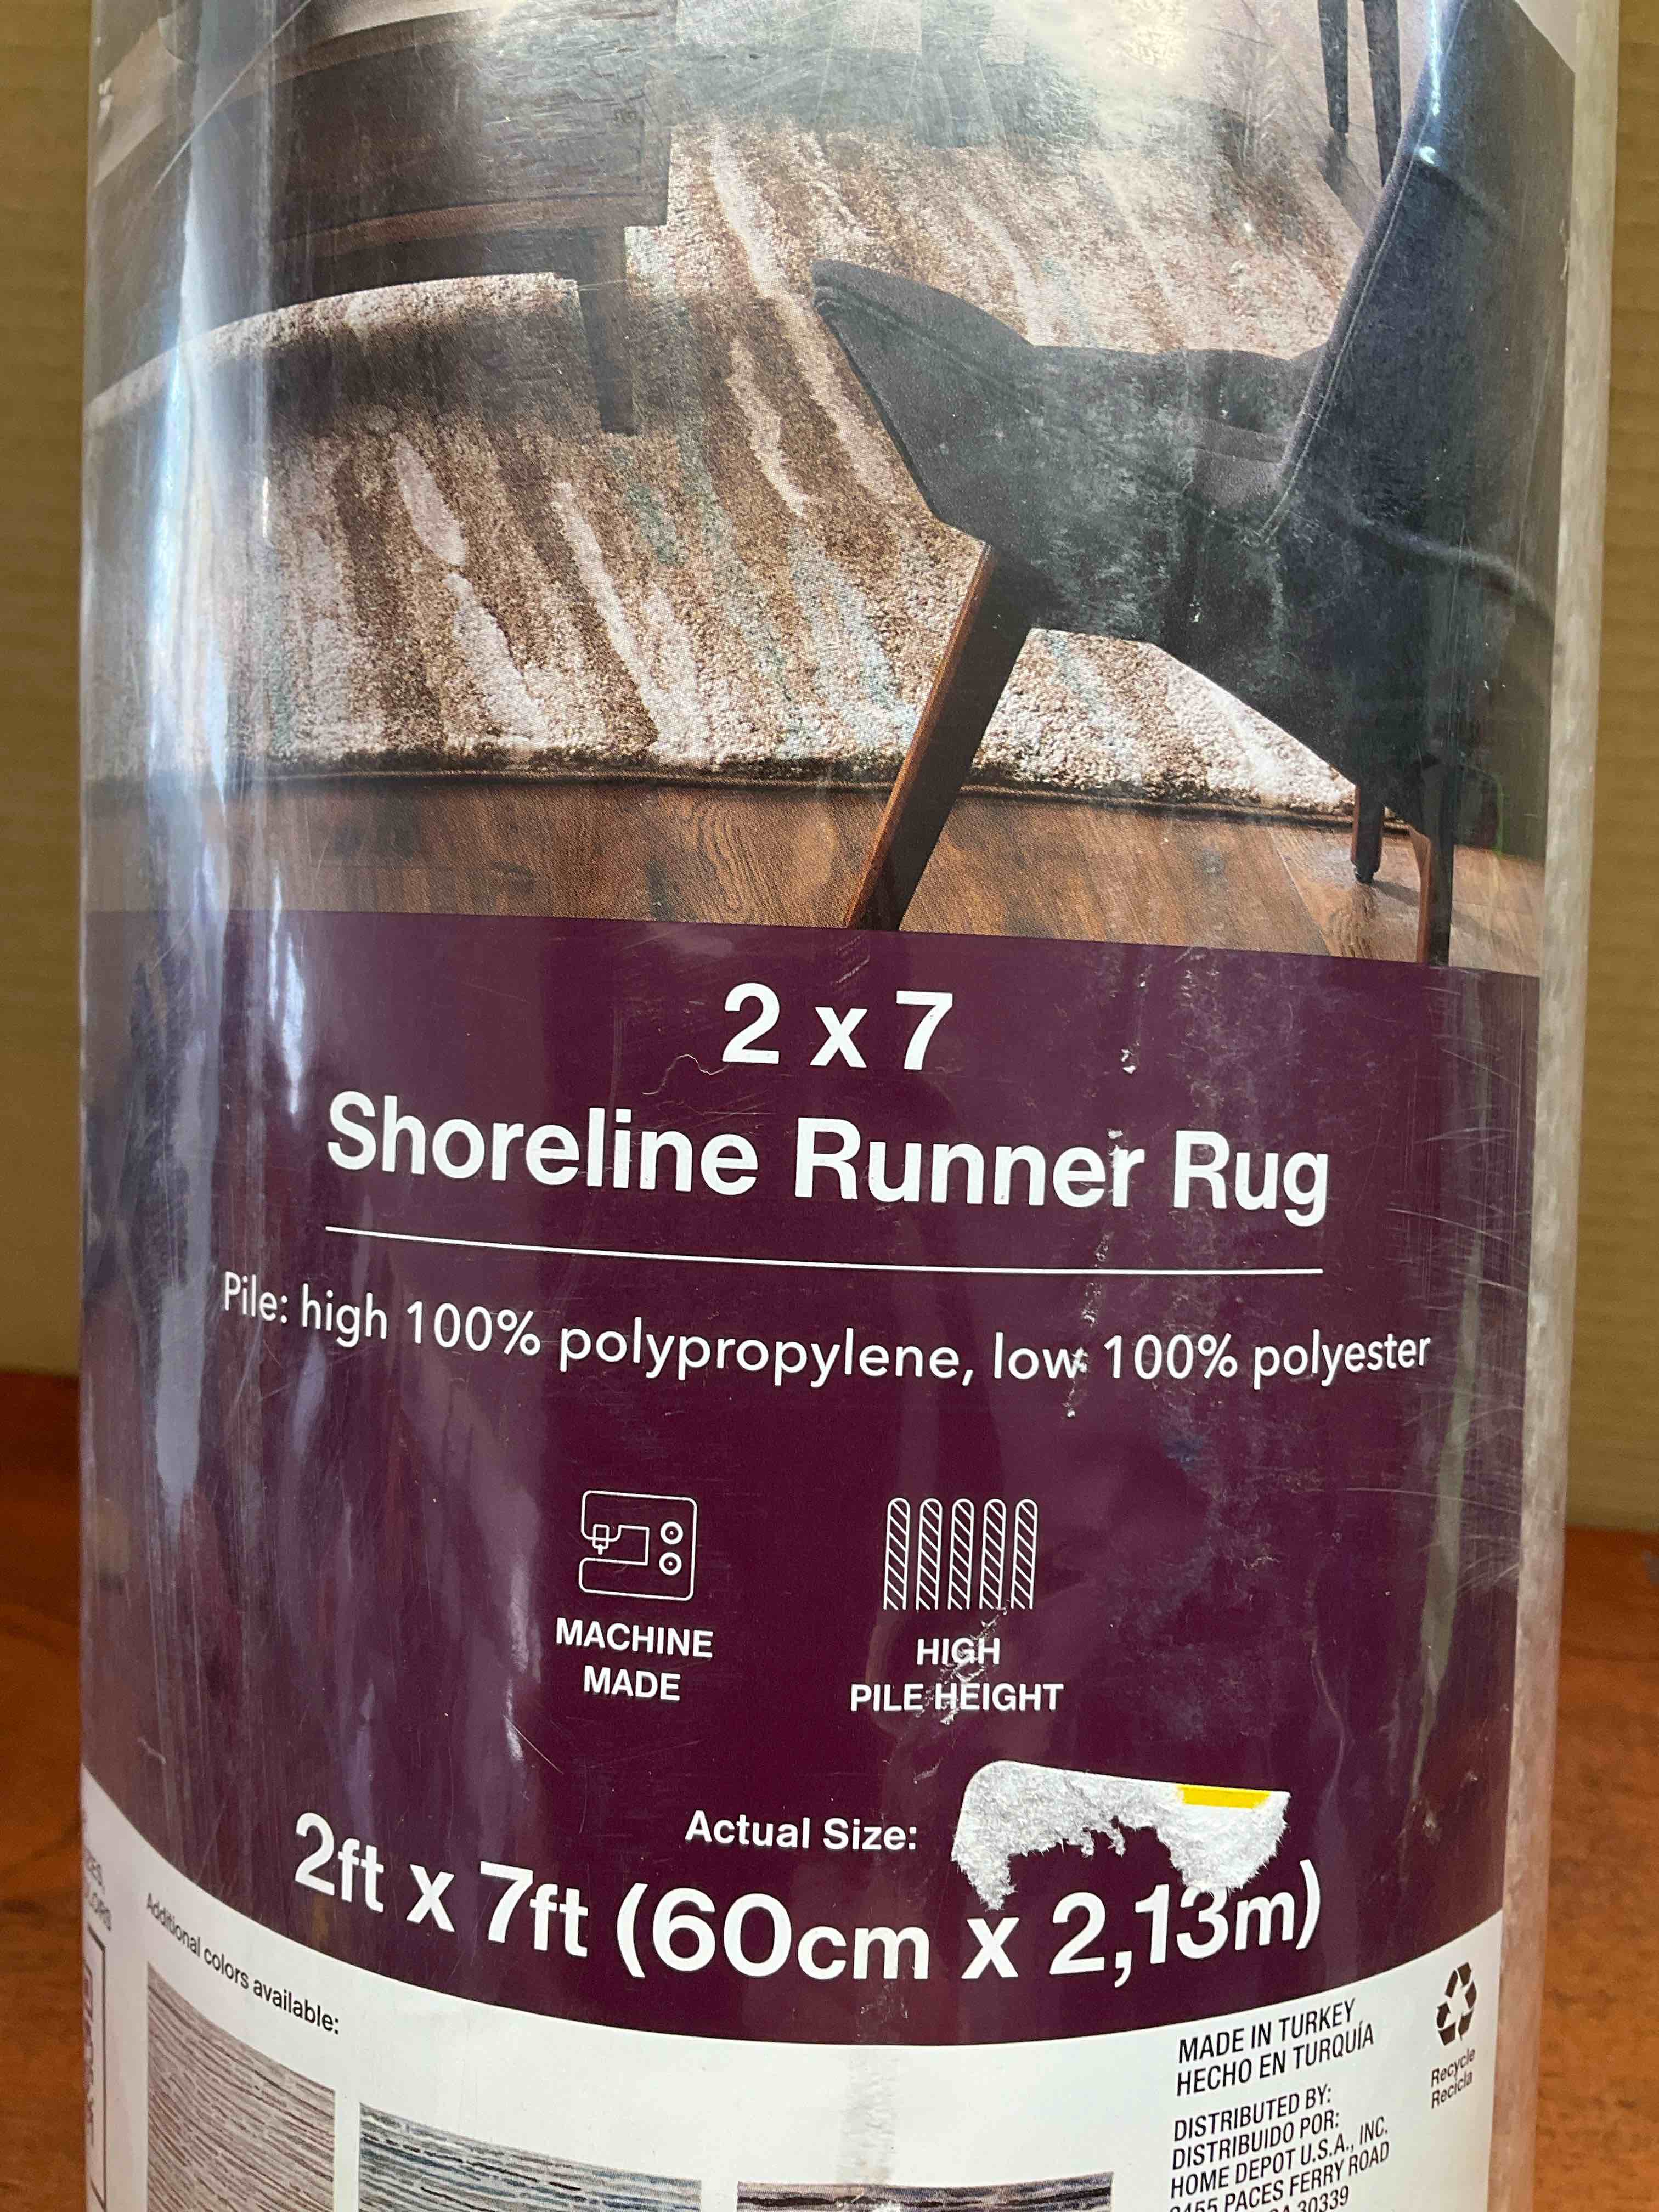 2 x 7
Shoreline Runner Rug
Pile: high 100% polypropylene, low 100% polyester
MACHINE
MADE
HIGH
PILE HEIGHT
Actual Size:
2ft x 7ft (60cm x 2,13m)
Additional colors available:
MADE IN TURKEY
HECHO EN TURQUÍA
DISTRIBUTED BY:
DISTRIBUIDO POR:
HOME DEPOT U.S.A., INC.
PACES FERRY ROAD
30339
Recycle
Recicla